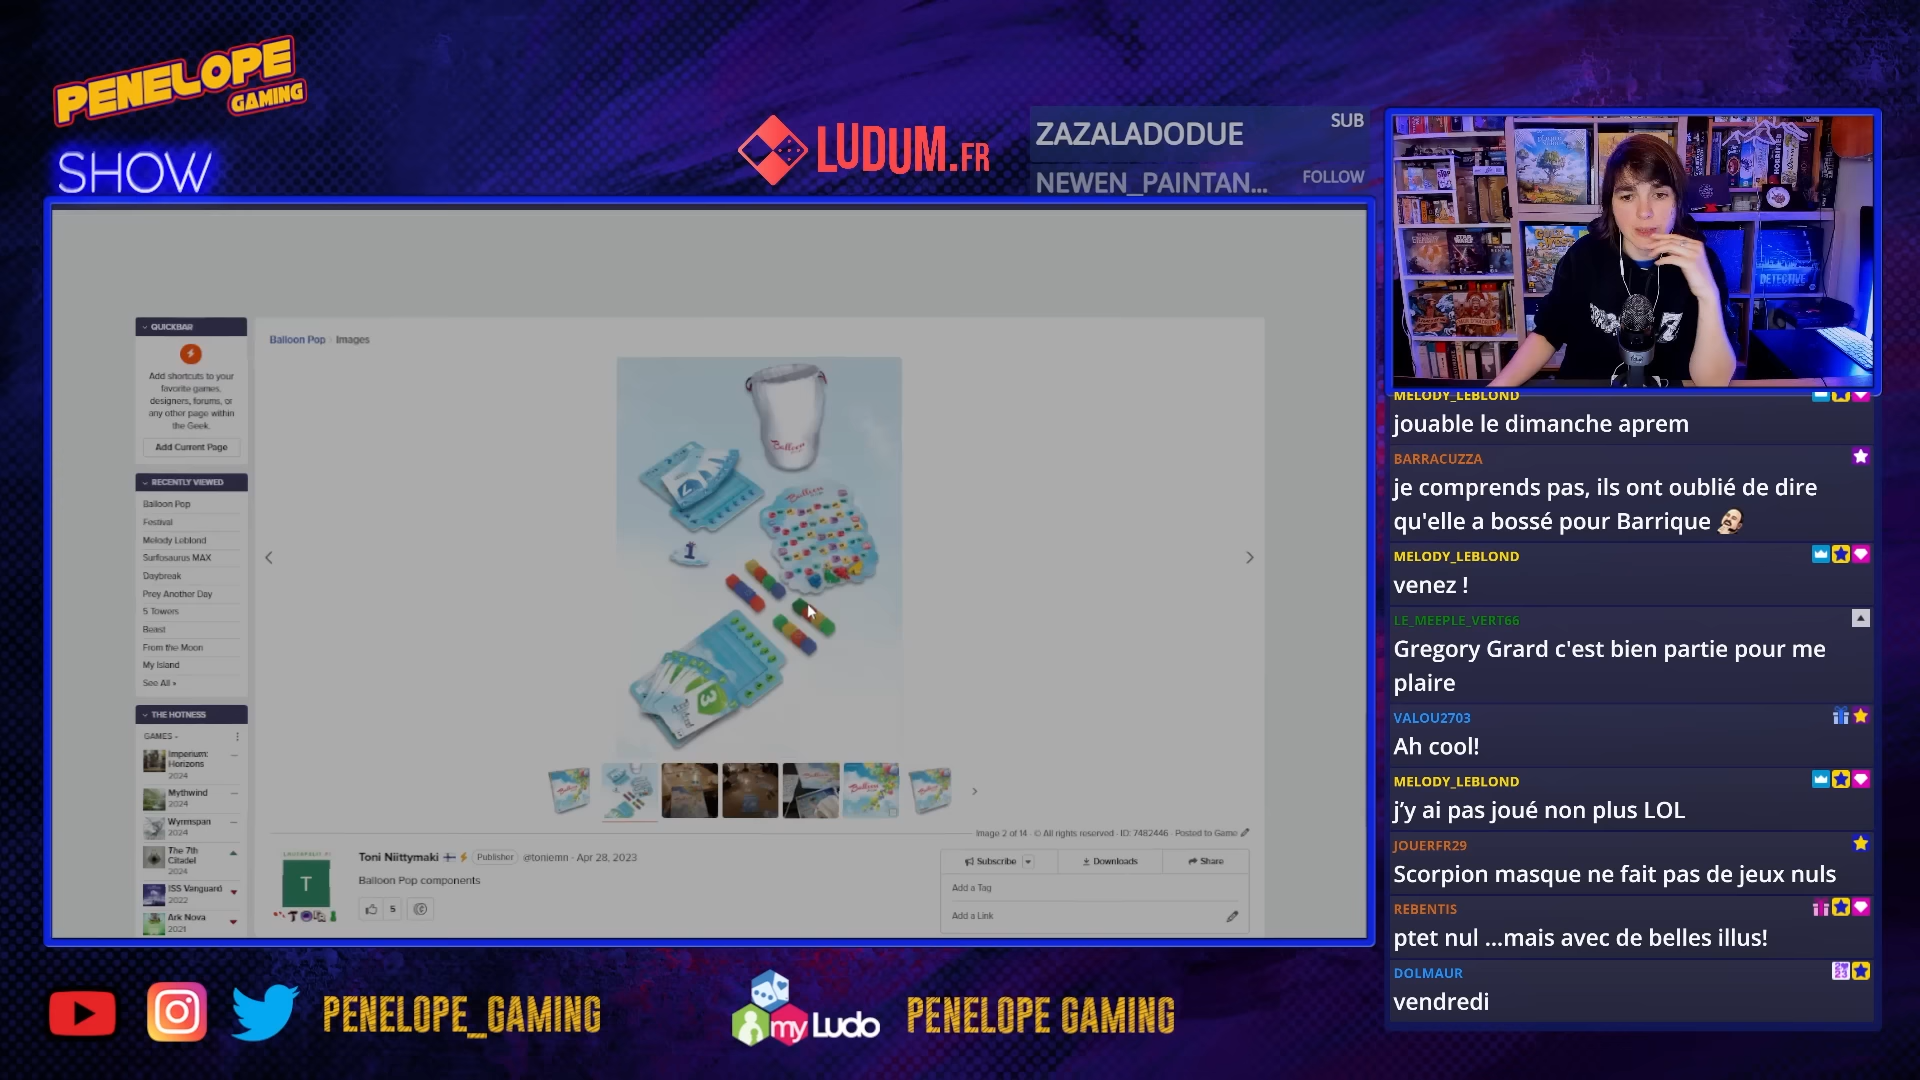 PENELOPE
GAMING
SHOW
LUDUM.FR
ZAZALADODUE
SUB
NEWEN_PAINTAN...
FOLLOW
QUICKBAR
Add shortcuts to your
favorite games,
designers, forums, or
any other page within
the Geek.
Add Current Page
RECENTLY VIEWED
Balloon Pop
Festival
Melody Leblond
Surfosaurus MAX
Daybreak
Prey Another Day
5 Towers
Beast
From the Moon
My Island
See All »
THE HOTNESS
GAMES
Imperium:
Horizons
2024
Mythwind
2024
Wyrmspan
2024
The 7th
Citadel
2024
ISS Vanguard
2022
Ark Nova
2021
Balloon Pop
Images
Balloon
1
3
Image 2 of 14 · © All rights reserved · ID: 7482446 · Posted to Game
T
Toni Niittymaki
Publisher
@toniemn · Apr 28, 2023
Balloon Pop components
5
Subscribe
Downloads
Share
Add a Tag
Add a Link
DETECTIVE
MELODY_LEBLOND
jouable le dimanche aprem
BARRACUZZA
je comprends pas, ils ont oublié de dire
qu'elle a bossé pour Barrique
MELODY_LEBLOND
venez !
LE_MEEPLE_VERT66
Gregory Grard c'est bien partie pour me
plaire
VALOU2703
Ah cool!
MELODY_LEBLOND
j'y ai pas joué non plus LOL
JOUERFR29
Scorpion masque ne fait pas de jeux nuls
REBENTIS
ptet nul ...mais avec de belles illus!
DOLMAUR
vendredi
PENELOPE_GAMING
my Ludo
PENELOPE GAMING